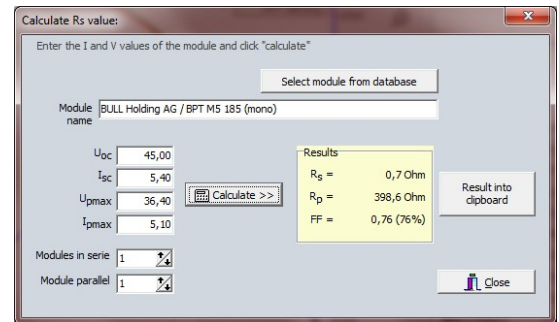 Calculate Rs value:
Enter the I and V values of the module and click "calculate"
Select module from database
Module name BULL Holding AG / BPT M5 185 (mono)
Uoc 45,00
Isc 5,40
Upmax 36,40
Ipmax 5,10
Calculate >>
Results
Rs = 0,7 Ohm
Rp = 398,6 Ohm
FF = 0,76 (76%)
Result into
clipboard
Modules in serie 1
Module parallel 1
Close